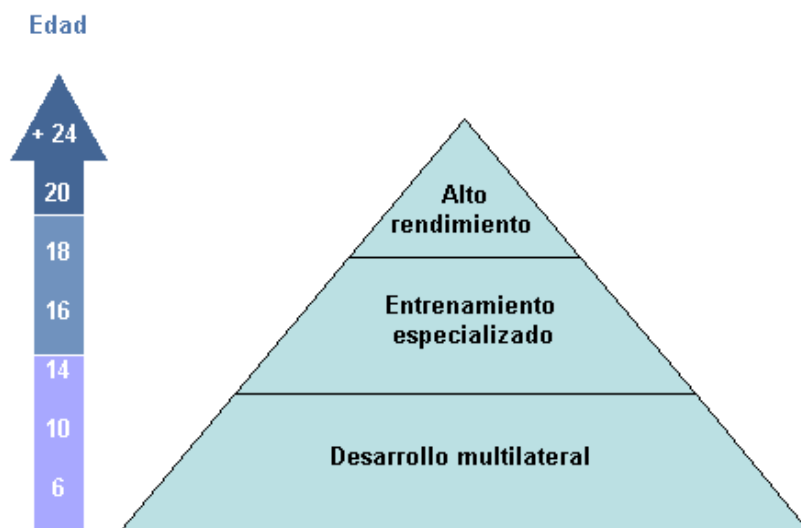 Edad
+ 24
20
18
16
14
10
6
Alto
rendimiento
Entrenamiento
especializado
Desarrollo multilateral